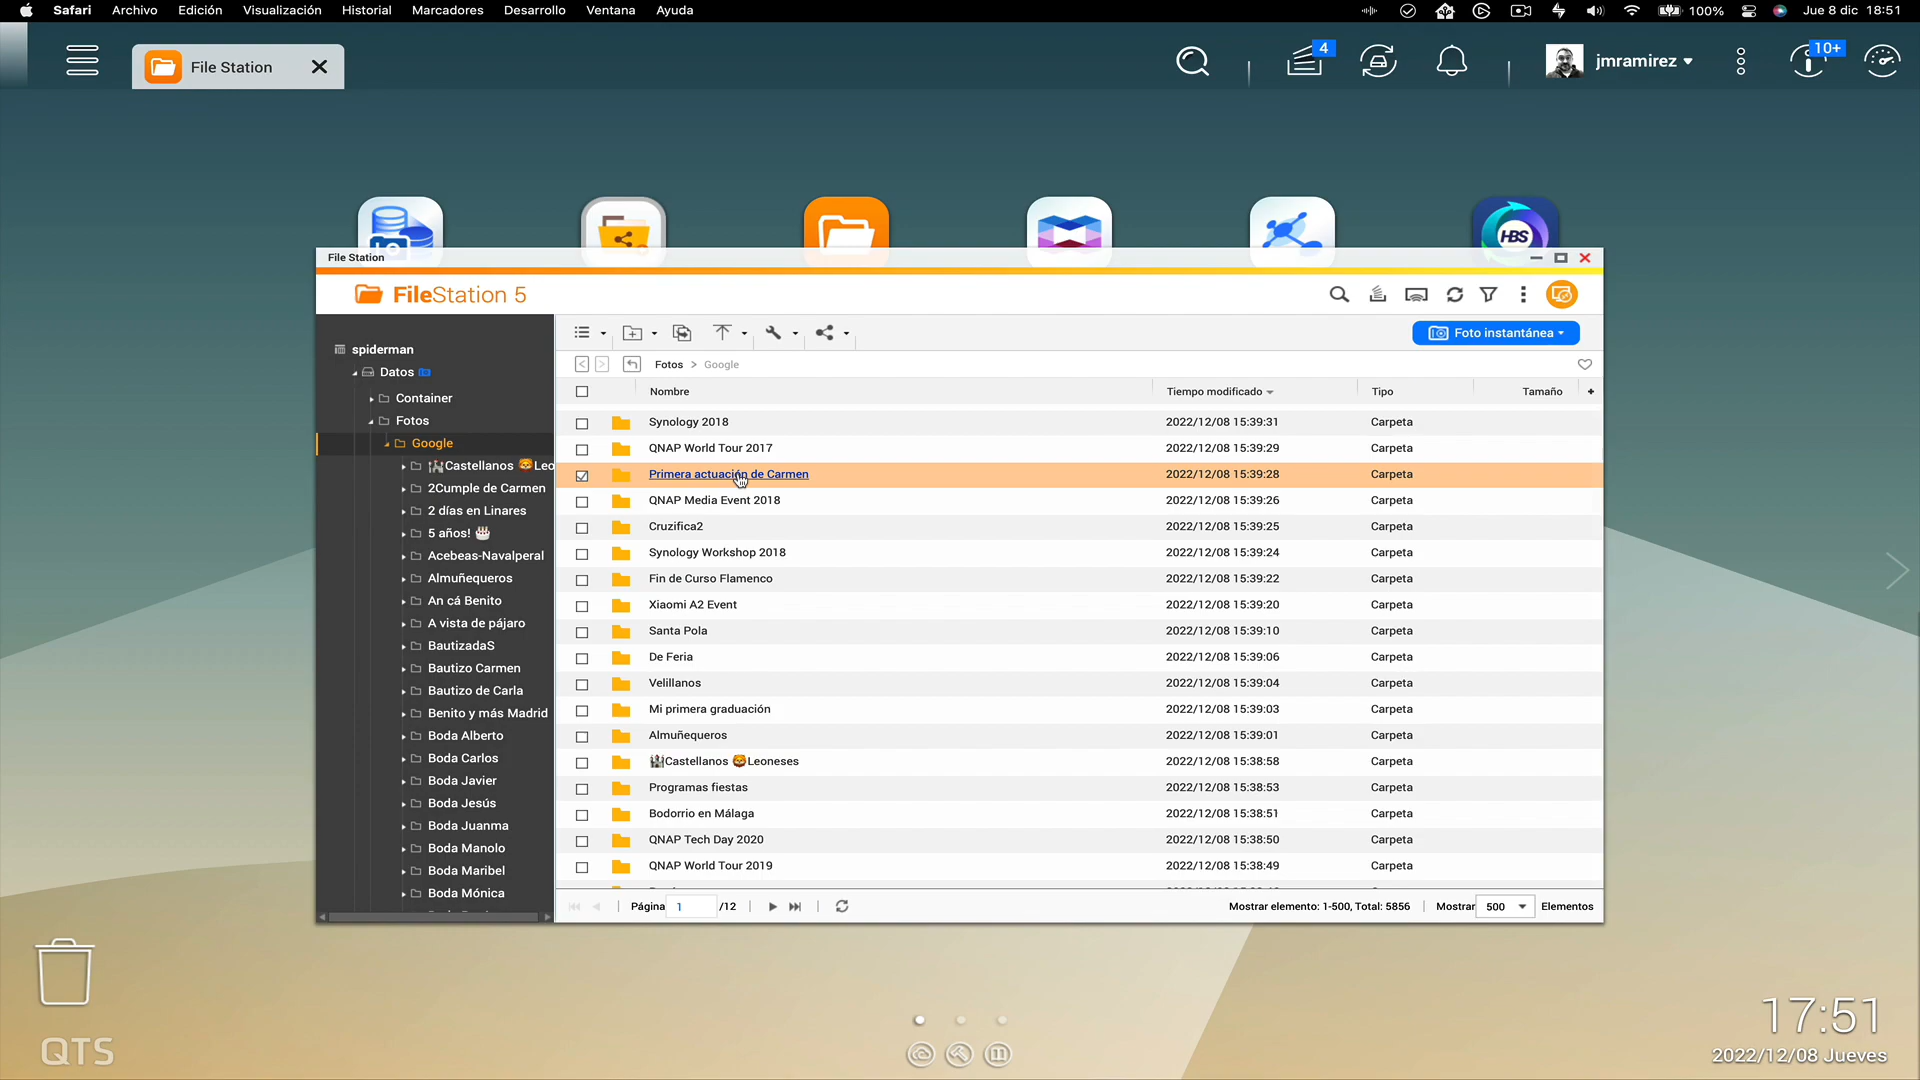 Safari Archivo Edición Visualización Historial Marcadores Desarrollo Ventana Ayuda 100% Jue 8 dic 18:51
File Station 4 jmramirez 10+
LO
HBS
File Station
FileStation 5
Foto instantánea
Fotos > Google
Nombre Tiempo modificado Tipo Tamaño +
spiderman
Datos
Container
Fotos
Google
🏰Castellanos 🦁Leo
2Cumple de Carmen
2 días en Linares
5 años! 🎂
Acebeas-Navalperal
Almuñequeros
An cá Benito
A vista de pájaro
BautizadaS
Bautizo Carmen
Bautizo de Carla
Benito y más Madrid
Boda Alberto
Boda Carlos
Boda Javier
Boda Jesús
Boda Juanma
Boda Manolo
Boda Maribel
Boda Mónica
Synology 2018 2022/12/08 15:39:31 Carpeta
QNAP World Tour 2017 2022/12/08 15:39:29 Carpeta
Primera actuación de Carmen 2022/12/08 15:39:28 Carpeta
QNAP Media Event 2018 2022/12/08 15:39:26 Carpeta
Cruzifica2 2022/12/08 15:39:25 Carpeta
Synology Workshop 2018 2022/12/08 15:39:24 Carpeta
Fin de Curso Flamenco 2022/12/08 15:39:22 Carpeta
Xiaomi A2 Event 2022/12/08 15:39:20 Carpeta
Santa Pola 2022/12/08 15:39:10 Carpeta
De Feria 2022/12/08 15:39:06 Carpeta
Velillanos 2022/12/08 15:39:04 Carpeta
Mi primera graduación 2022/12/08 15:39:03 Carpeta
Almuñequeros 2022/12/08 15:39:01 Carpeta
🏰Castellanos 🦁Leoneses 2022/12/08 15:38:58 Carpeta
Programas fiestas 2022/12/08 15:38:53 Carpeta
Bodorrio en Málaga 2022/12/08 15:38:51 Carpeta
QNAP Tech Day 2020 2022/12/08 15:38:50 Carpeta
QNAP World Tour 2019 2022/12/08 15:38:49 Carpeta
Página 1 /12 Mostrar elemento: 1-500, Total: 5856 Mostrar 500 Elementos
17:51
QTS
2022/12/08 Jueves